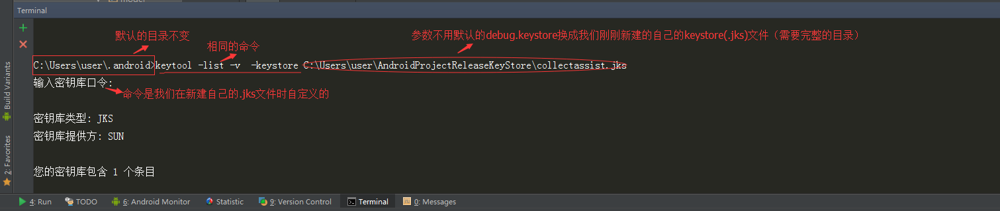 model
Terminal
默认的目录不变
相同的命令
参数不用默认的debug.keystore换成我们刚刚新建的自己的keystore(.jks)文件（需要完整的目录）
C:\Users\user\.android>keytool -list -v  -keystore C:\Users\user\AndroidProjectReleaseKeyStore\collectassist.jks
输入密钥库口令:
命令是我们在新建自己的.jks文件时自定义的
密钥库类型: JKS
密钥库提供方: SUN
您的密钥库包含 1 个条目
Build Variants
2: Favorites
4: Run TODO 6: Android Monitor Statistic 9: Version Control Terminal 0: Messages